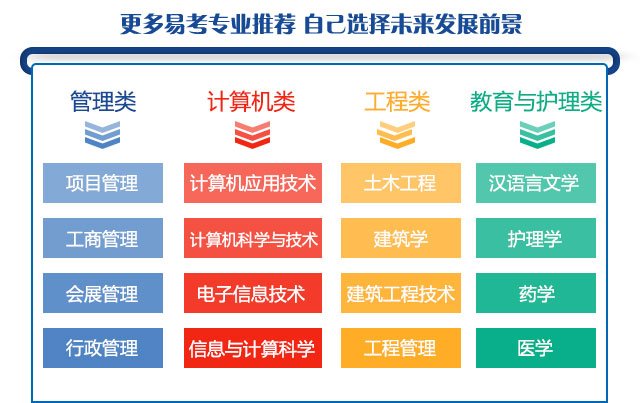 更多易考专业推荐 自己选择未来发展前景
管理类 计算机类 工程类 教育与护理类
项目管理 计算机应用技术 土木工程 汉语言文学
工商管理 计算机科学与技术 建筑学 护理学
会展管理 电子信息技术 建筑工程技术 药学
行政管理 信息与计算科学 工程管理 医学